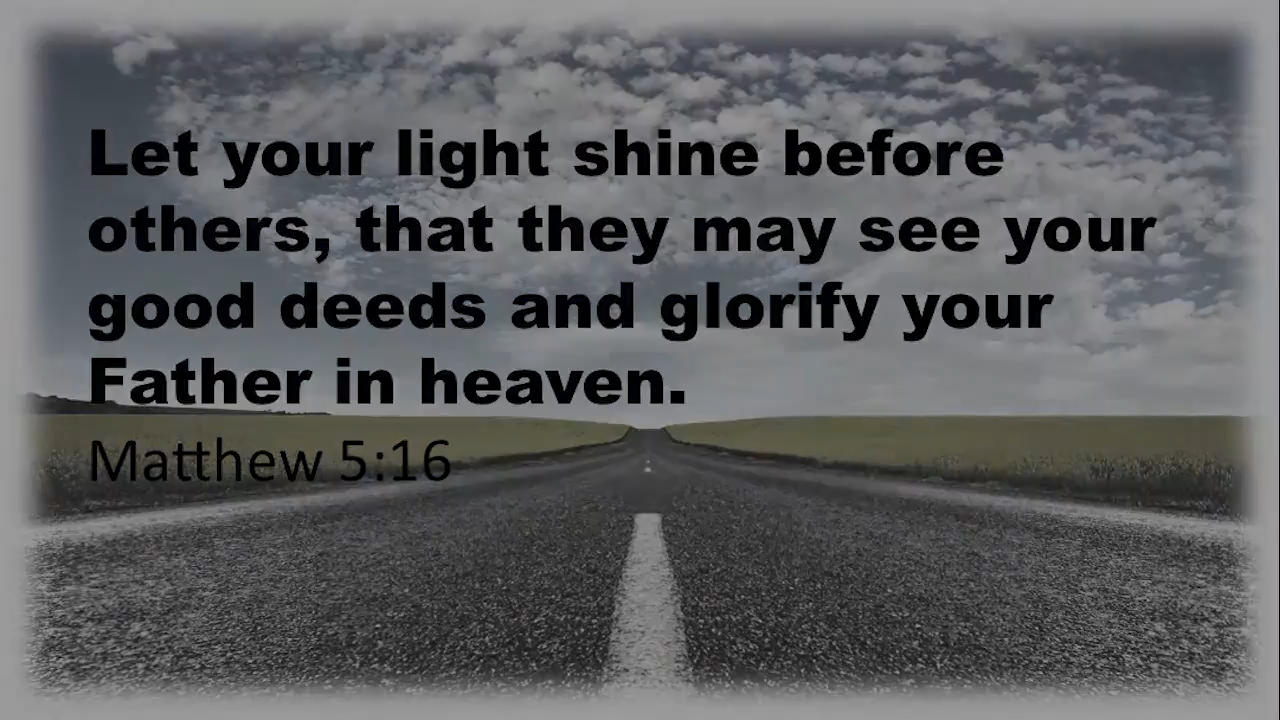 Let your light shine before
others, that they may see your
good deeds and glorify your
Father in heaven.
Matthew 5:16